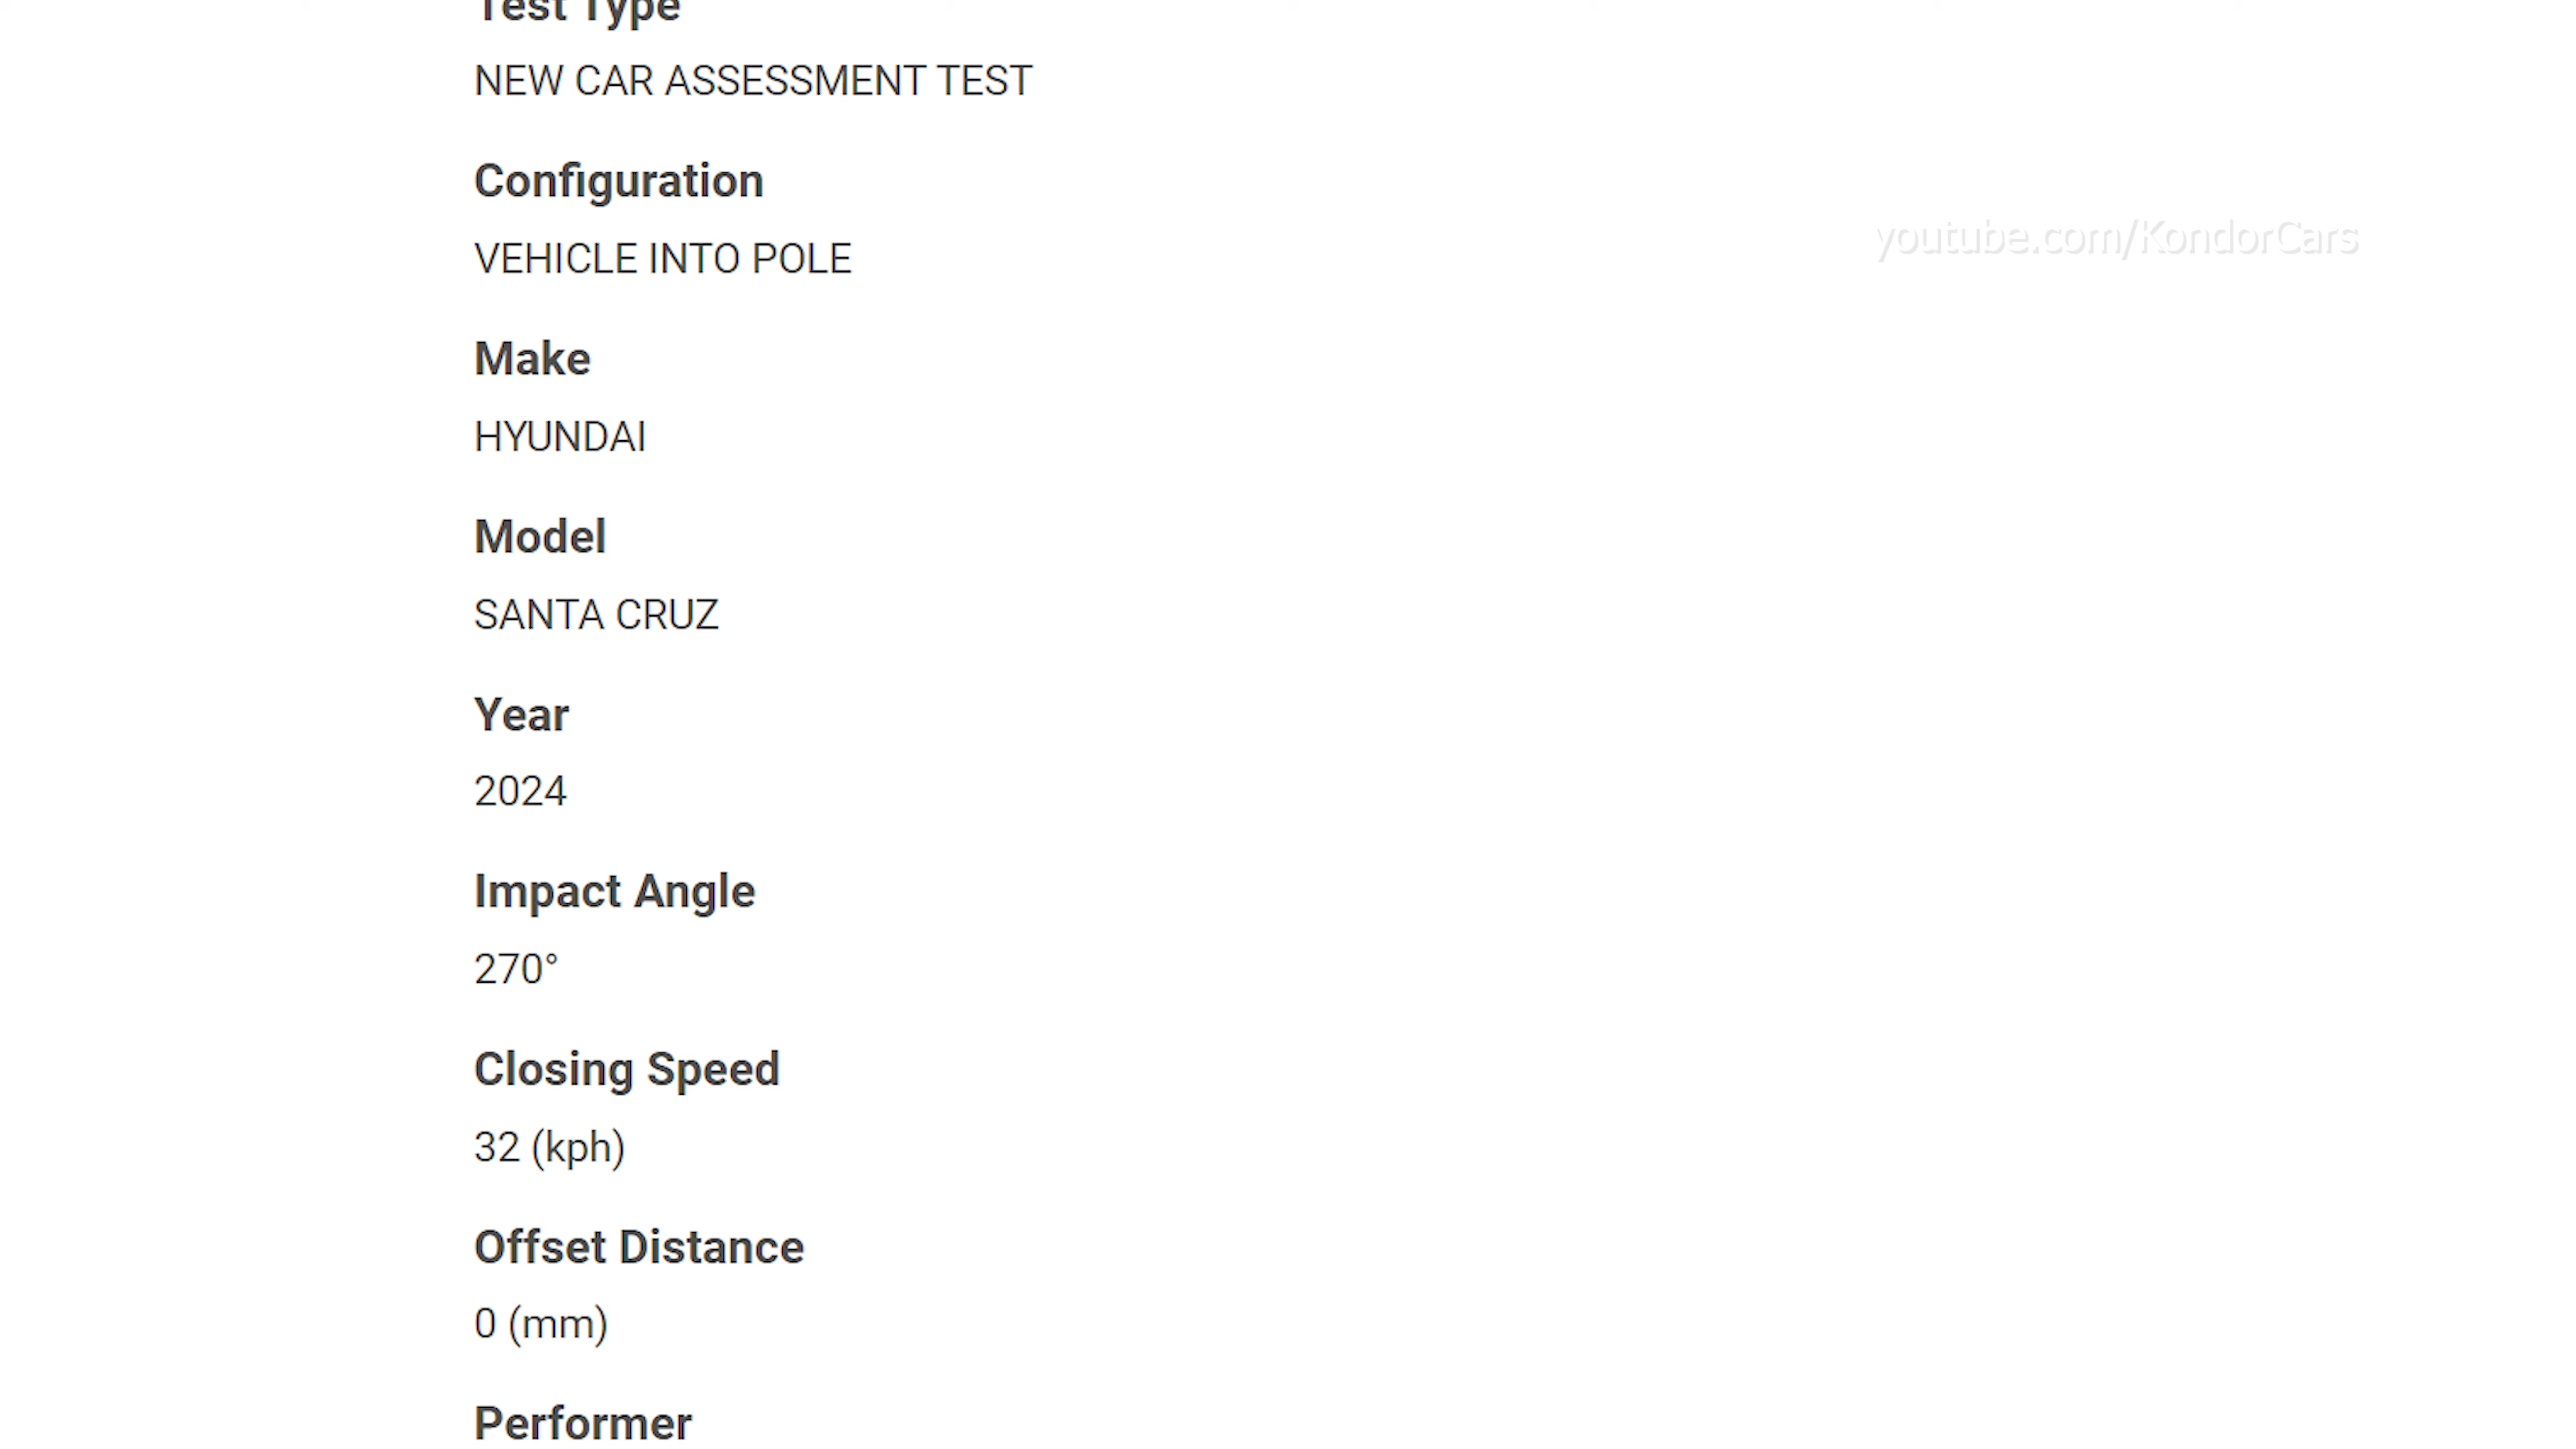 Test Type
NEW CAR ASSESSMENT TEST
Configuration
VEHICLE INTO POLE
youtube.com/KondorCars
Make
HYUNDAI
Model
SANTA CRUZ
Year
2024
Impact Angle
270°
Closing Speed
32 (kph)
Offset Distance
0 (mm)
Performer